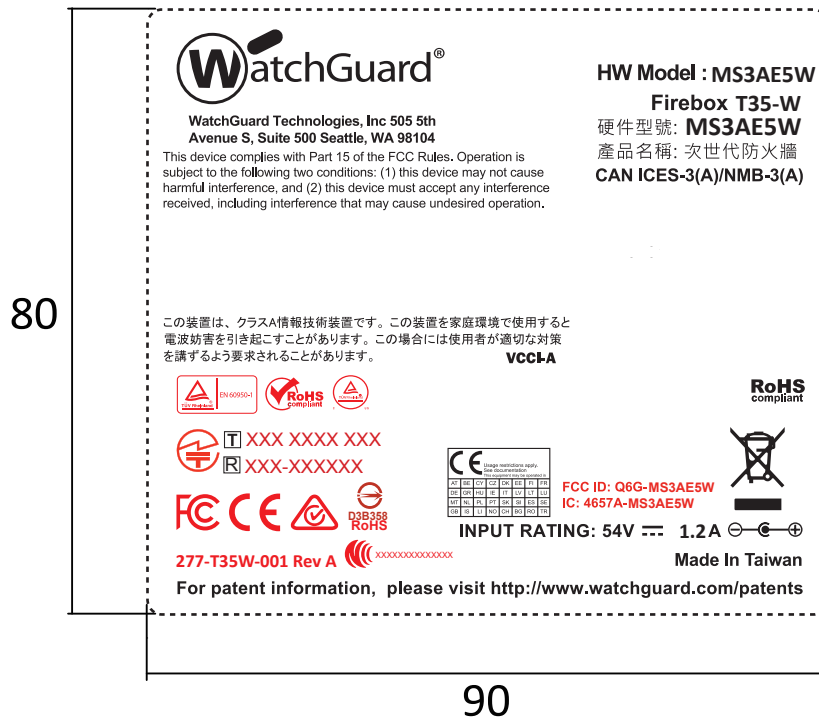 80
WatchGuard®
WatchGuard Technologies, Inc 505 5th
Avenue S, Suite 500 Seattle, WA 98104
This device complies with Part 15 of the FCC Rules. Operation is
subject to the following two conditions: (1) this device may not cause
harmful interference, and (2) this device must accept any interference
received, including interference that may cause undesired operation.
HW Model : MS3AE5W
Firebox T35-W
硬件型號: MS3AE5W
產品名稱: 次世代防火牆
CAN ICES-3(A)/NMB-3(A)
この装置は、クラスA情報技術装置です。この装置を家庭環境で使用すると
電波妨害を引き起こすことがあります。この場合には使用者が適切な対策
を講ずるよう要求されることがあります。
VCCI-A
TÜV Rheinland
EN 60950-1
RoHS
compliant
RoHS
compliant
T XXX XXXX XXX
R XXX-XXXXXX
CE
Usage restrictions apply.
See documentation
This equipment may be operated in
AT BE CY CZ DK EE FI FR
DE GR HU IE IT LV LT LU
MT NL PL PT SK SI ES SE
GB IS LI NO CH BG RO TR
FCC ID: Q6G-MS3AE5W
IC: 4657A-MS3AE5W
FC CE
D3B358
RoHS
INPUT RATING: 54V 1.2A
277-T35W-001 Rev A
xxxxxxxxxxxxxx
Made In Taiwan
For patent information, please visit http://www.watchguard.com/patents
90